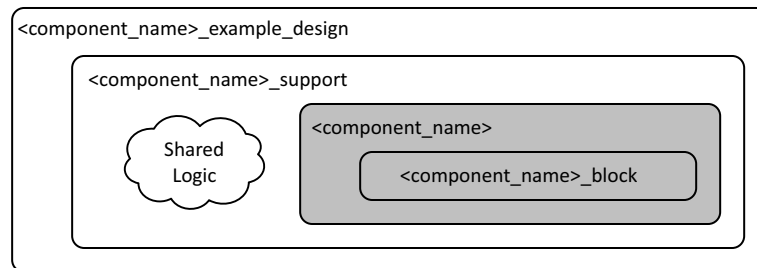 <component_name>_example_design
<component_name>_support
Shared
Logic
<component_name>
<component_name>_block